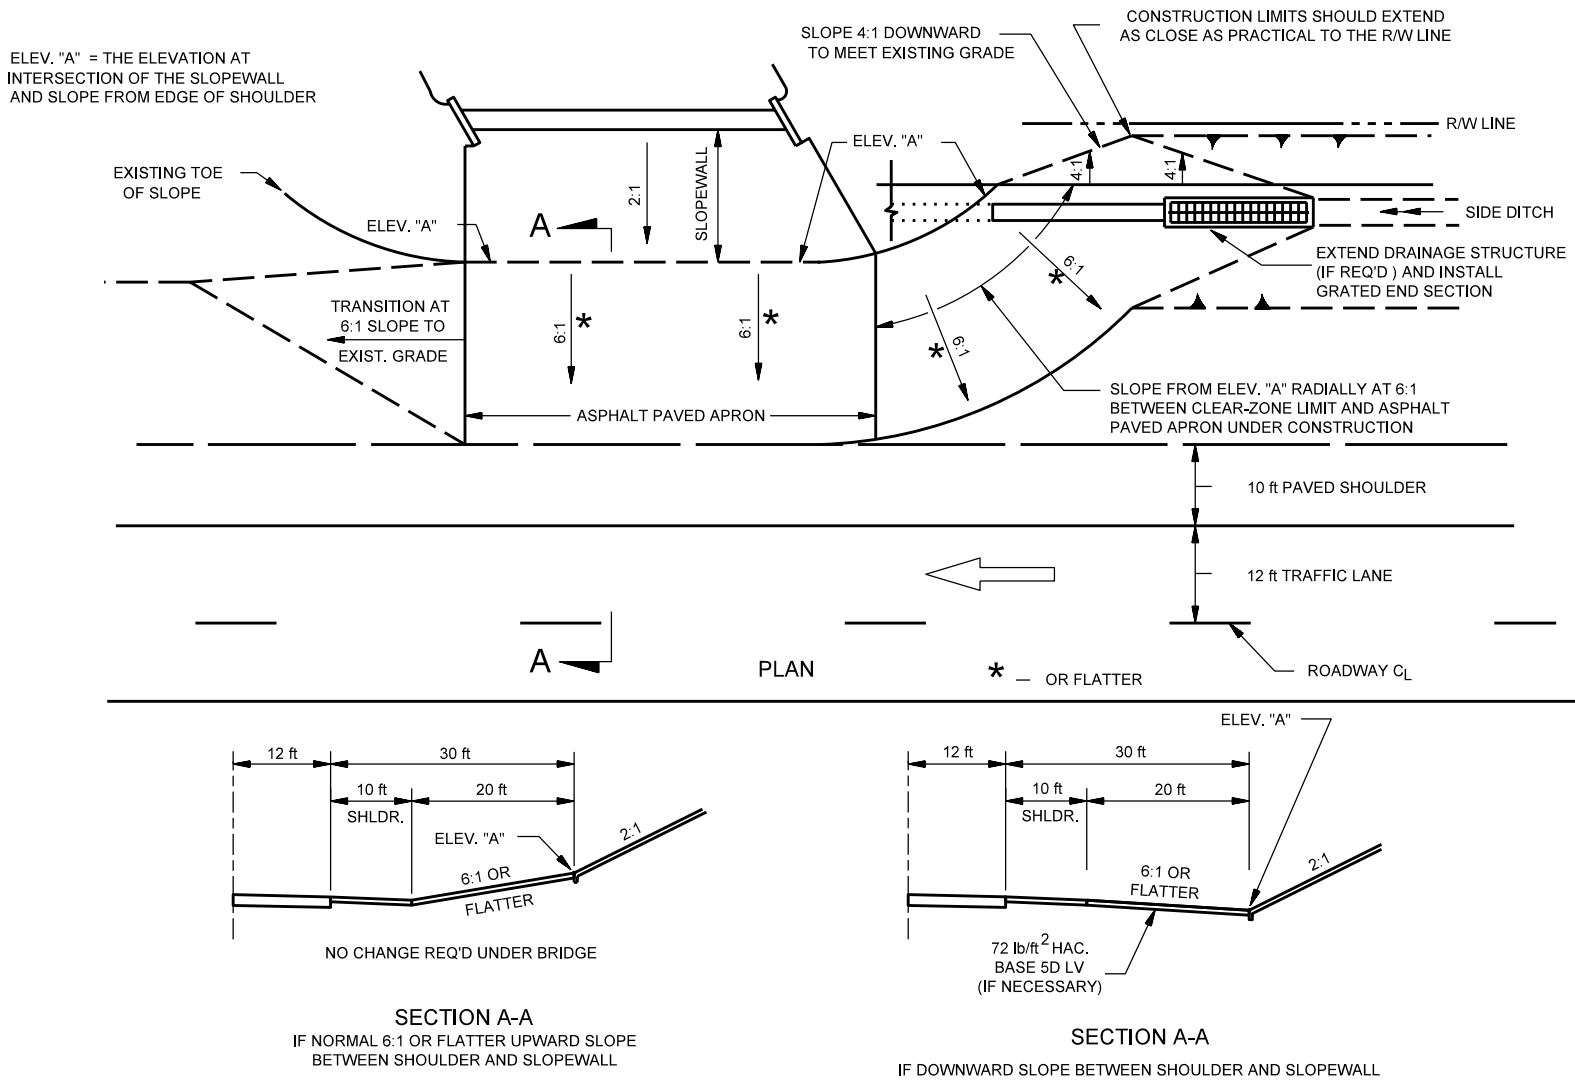 ELEV. "A" = THE ELEVATION AT
INTERSECTION OF THE SLOPEWALL
AND SLOPE FROM EDGE OF SHOULDER
SLOPE 4:1 DOWNWARD
TO MEET EXISTING GRADE
CONSTRUCTION LIMITS SHOULD EXTEND
AS CLOSE AS PRACTICAL TO THE R/W LINE
R/W LINE
EXISTING TOE
OF SLOPE
ELEV. "A"
2:1
SLOPEWALL
ELEV. "A"
4:1
4:1
SIDE DITCH
A
EXTEND DRAINAGE STRUCTURE
(IF REQ'D ) AND INSTALL
GRATED END SECTION
TRANSITION AT
6:1 SLOPE TO
EXIST. GRADE
6:1 *
6:1 *
6:1 *
6:1 *
ASPHALT PAVED APRON
SLOPE FROM ELEV. "A" RADIALLY AT 6:1
BETWEEN CLEAR-ZONE LIMIT AND ASPHALT
PAVED APRON UNDER CONSTRUCTION
10 ft PAVED SHOULDER
12 ft TRAFFIC LANE
A
PLAN
* – OR FLATTER
ROADWAY CL
12 ft
30 ft
10 ft
SHLDR.
20 ft
ELEV. "A"
2:1
6:1 OR
FLATTER
NO CHANGE REQ'D UNDER BRIDGE
SECTION A-A
IF NORMAL 6:1 OR FLATTER UPWARD SLOPE
BETWEEN SHOULDER AND SLOPEWALL
ELEV. "A"
12 ft
30 ft
10 ft
SHLDR.
20 ft
2:1
6:1 OR
FLATTER
72 lb/ft² HAC.
BASE 5D LV
(IF NECESSARY)
SECTION A-A
IF DOWNWARD SLOPE BETWEEN SHOULDER AND SLOPEWALL